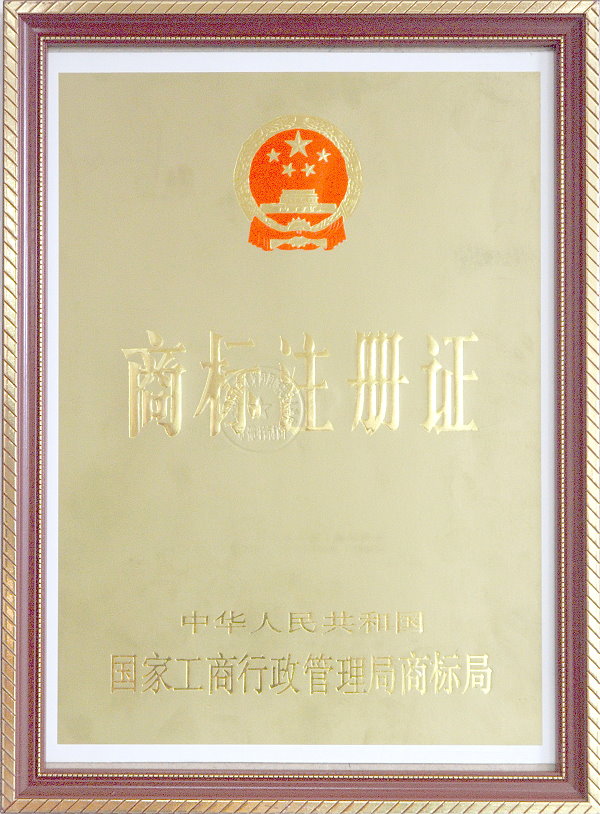 商标注册证
中华人民共和国
国家工商行政管理局商标局